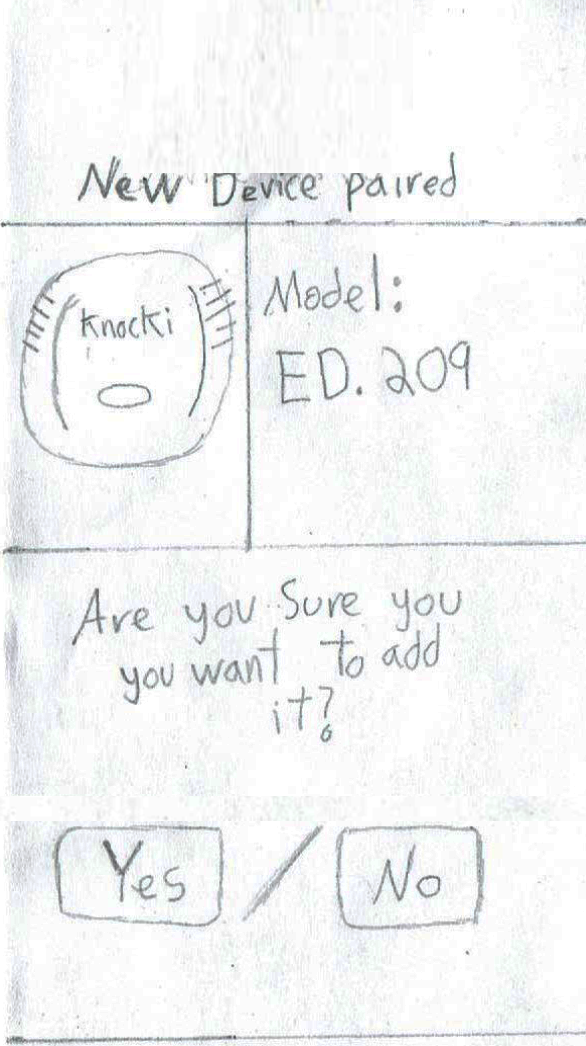 New Device paired
Knocki
Model:
ED. 209
Are you Sure you
you want to add
it?
Yes / No